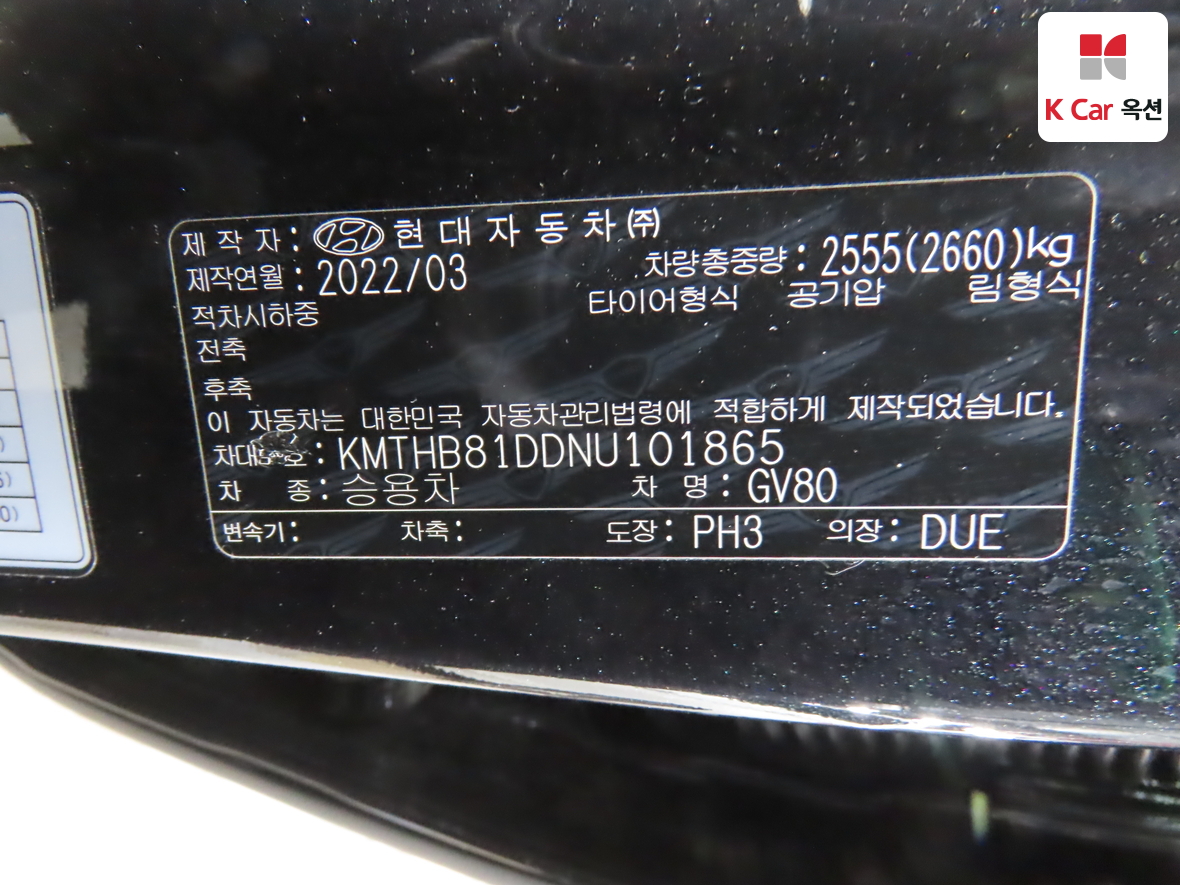 K Car 옥션
제 작 자 : 현 대 자 동 차 ㈜
제작연월 : 2022/03 차량총중량 : 2555(2660)kg
적차시하중 타이어형식 공기압 림형식
전축
후축
이 자동차는 대한민국 자동차관리법령에 적합하게 제작되었습니다.
차대번호 : KMTHB81DDNU101865
차 종 : 승용차 차 명 : GV80
변속기 : 차축 : 도장 : PH3 의장 : DUE